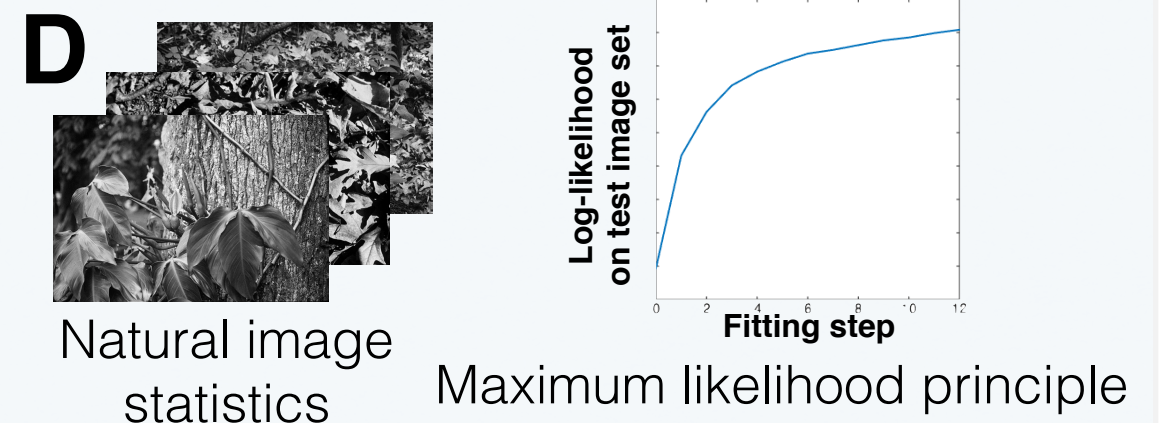 D
Natural image
statistics
Log-likelihood
on test image set
0 2 4 6 8 10 12
Fitting step
Maximum likelihood principle